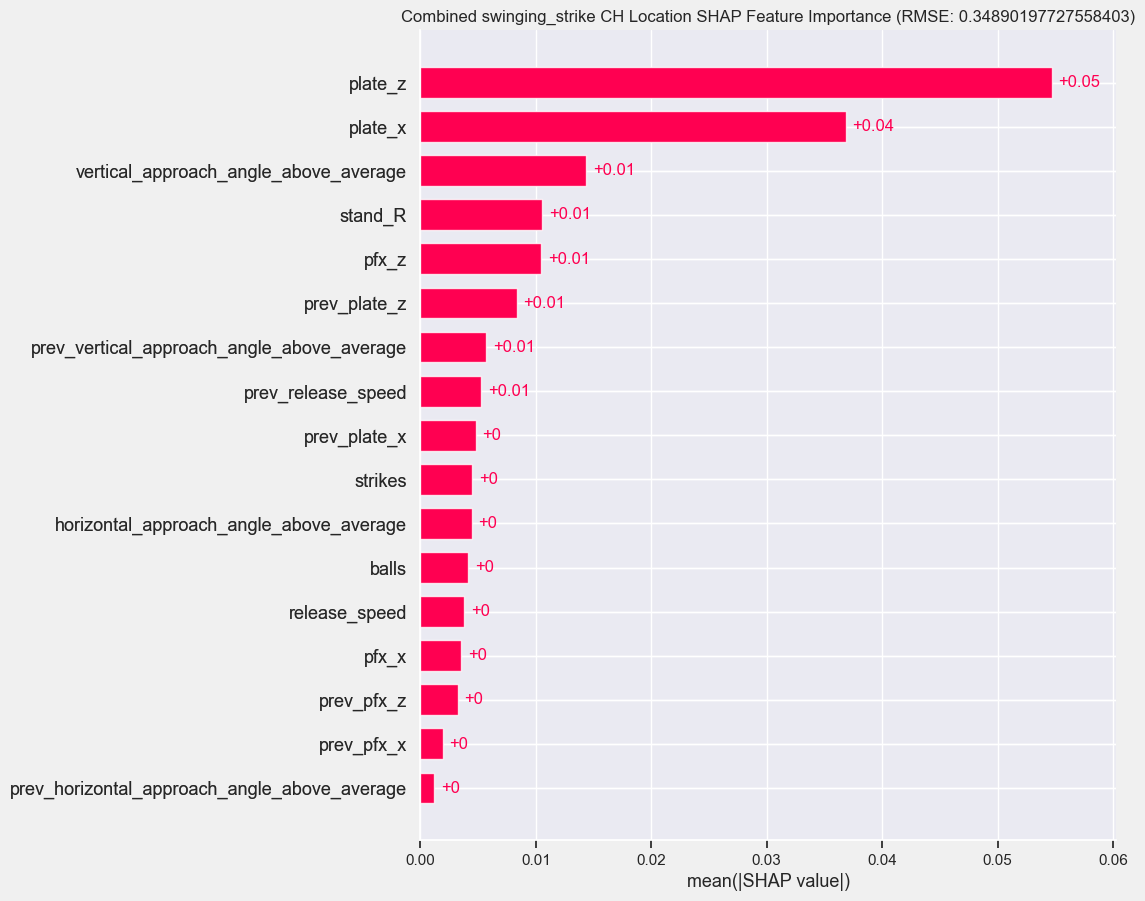 Combined swinging_strike CH Location SHAP Feature Importance (RMSE: 0.34890197727558403)
plate_z +0.05
plate_x +0.04
vertical_approach_angle_above_average +0.01
stand_R +0.01
pfx_z +0.01
prev_plate_z +0.01
prev_vertical_approach_angle_above_average +0.01
prev_release_speed +0.01
prev_plate_x +0
strikes +0
horizontal_approach_angle_above_average +0
balls +0
release_speed +0
pfx_x +0
prev_pfx_z +0
prev_pfx_x +0
prev_horizontal_approach_angle_above_average +0
0.00 0.01 0.02 0.03 0.04 0.05 0.06
mean(|SHAP value|)